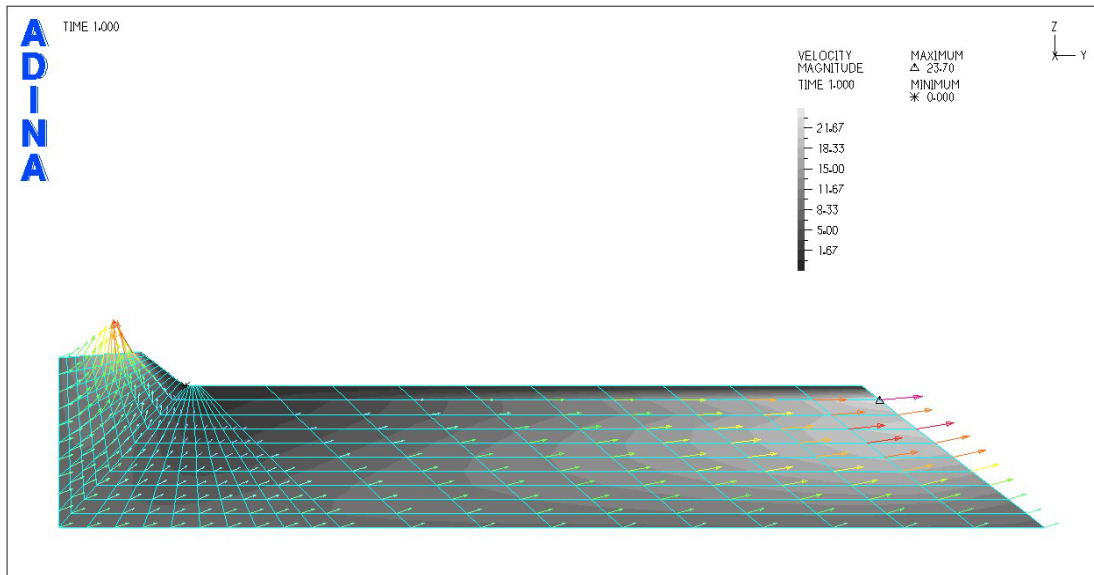 ADINA
TIME 1.000
VELOCITY
MAGNITUDE
TIME 1.000
MAXIMUM
△ 23.70
MINIMUM
✳ 0.000
21.67
18.33
15.00
11.67
8.33
5.00
1.67
Z
X Y